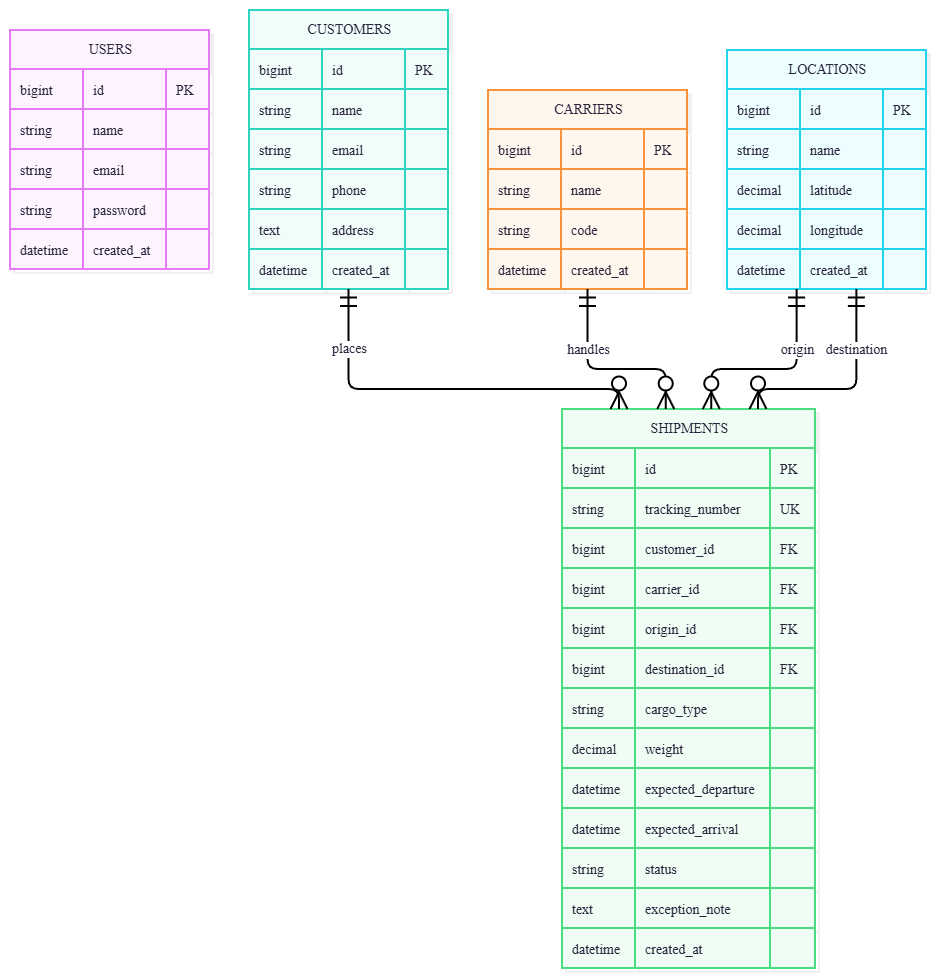 USERS
bigint id PK
string name
string email
string password
datetime created_at
CUSTOMERS
bigint id PK
string name
string email
string phone
text address
datetime created_at
CARRIERS
bigint id PK
string name
string code
datetime created_at
LOCATIONS
bigint id PK
string name
decimal latitude
decimal longitude
datetime created_at
places
handles
origin
destination
SHIPMENTS
bigint id PK
string tracking_number UK
bigint customer_id FK
bigint carrier_id FK
bigint origin_id FK
bigint destination_id FK
string cargo_type
decimal weight
datetime expected_departure
datetime expected_arrival
string status
text exception_note
datetime created_at